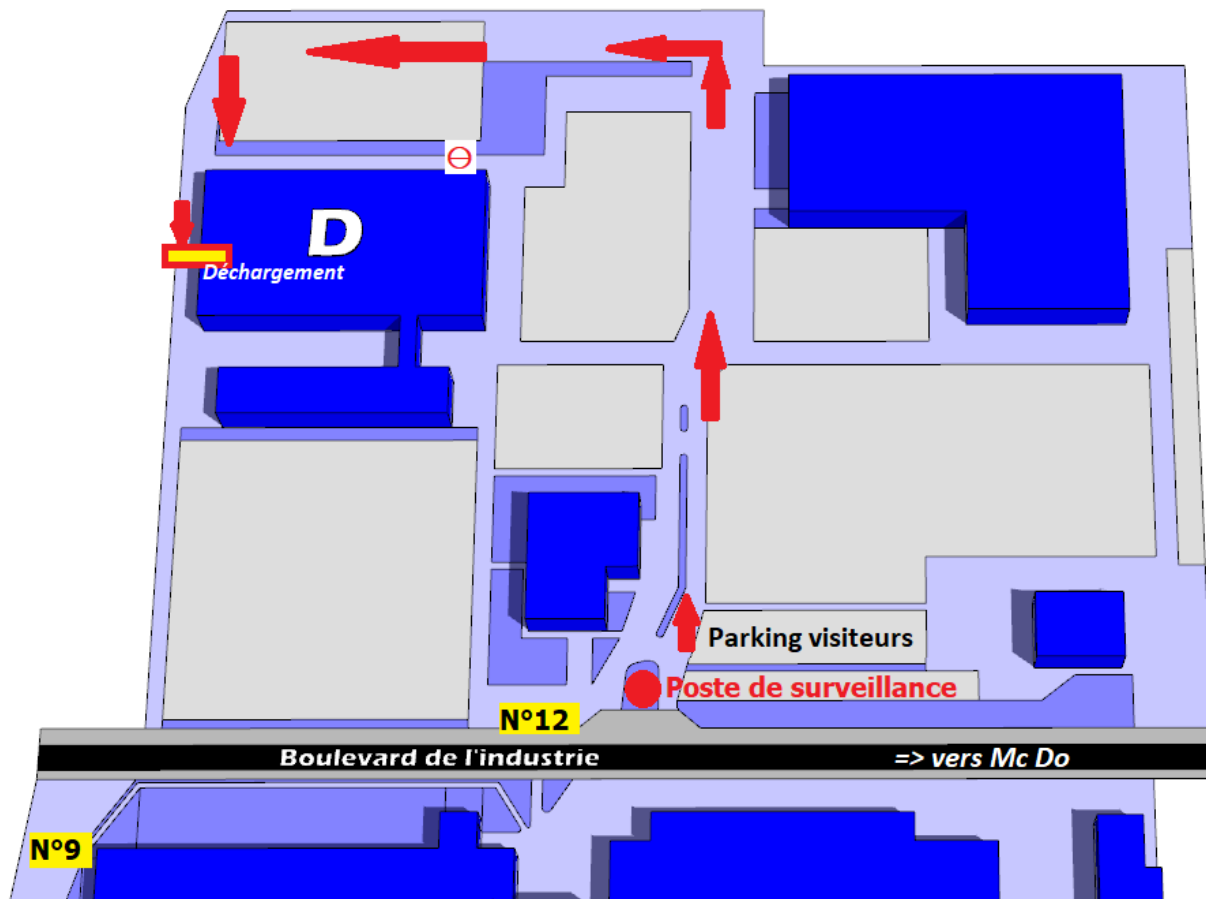 D
Déchargement
Parking visiteurs
Poste de surveillance
N°12
Boulevard de l'industrie
=> vers Mc Do
N°9